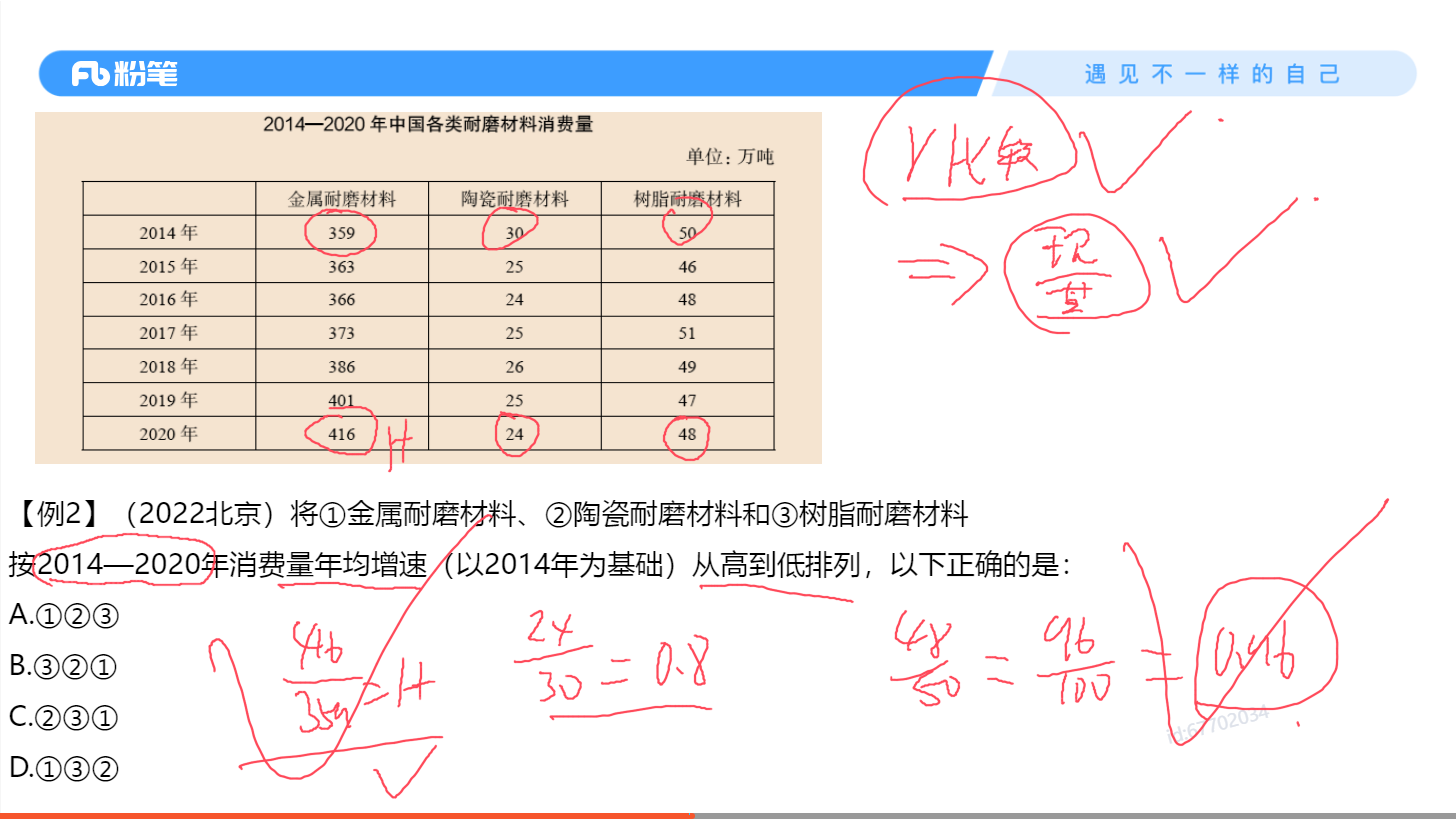 粉笔
遇见不一样的自己
2014—2020 年中国各类耐磨材料消费量
单位：万吨
金属耐磨材料 陶瓷耐磨材料 树脂耐磨材料
2014 年 359 30 50
2015 年 363 25 46
2016 年 366 24 48
2017 年 373 25 51
2018 年 386 26 49
2019 年 401 25 47
2020 年 416 24 48
1+
r比较
=> 现/基
【例2】（2022北京）将①金属耐磨材料、②陶瓷耐磨材料和③树脂耐磨材料
按2014—2020年消费量年均增速（以2014年为基础）从高到低排列，以下正确的是：
A.①②③
B.③②①
C.②③①
D.①③②
416/359=1+
24/30=0.8
48/50=96/100=0.96
id:67702034